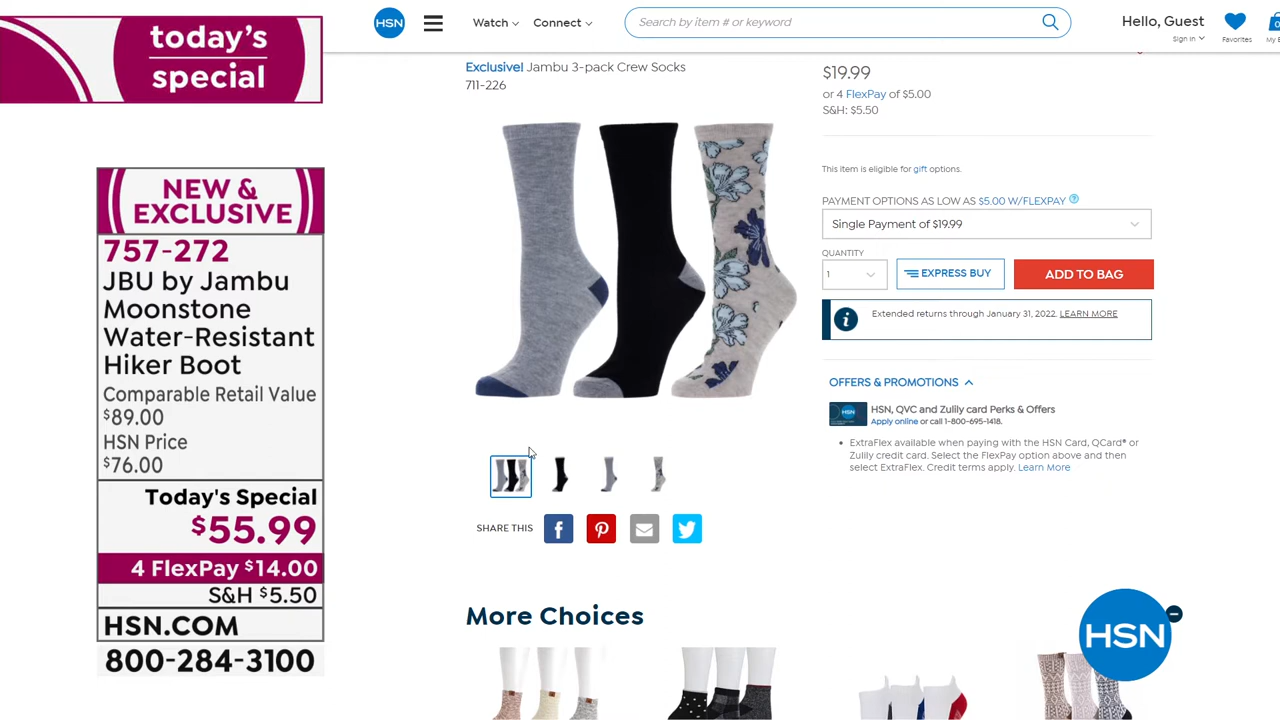 today's
special
NEW &
EXCLUSIVE
757-272
JBU by Jambu
Moonstone
Water-Resistant
Hiker Boot
Comparable Retail Value
$89.00
HSN Price
$76.00
Today's Special
$55.99
4 FlexPay $14.00
S&H $5.50
HSN.COM
800-284-3100
HSN
Watch
Connect
Search by item # or keyword
Hello, Guest
Sign In
Favorites
0
Exclusive! Jambu 3-pack Crew Socks
711-226
$19.99
or 4 FlexPay of $5.00
S&H: $5.50
This item is eligible for gift options.
PAYMENT OPTIONS AS LOW AS $5.00 W/FLEXPAY ?
Single Payment of $19.99
QUANTITY
1
EXPRESS BUY
ADD TO BAG
i
Extended returns through January 31, 2022. LEARN MORE
OFFERS & PROMOTIONS
HSN
HSN, QVC and Zulily card Perks & Offers
Apply online or call 1-800-695-1418.
• ExtraFlex available when paying with the HSN Card, QCard® or
Zulily credit card. Select the FlexPay option above and then
select ExtraFlex. Credit terms apply. Learn More
SHARE THIS
More Choices
HSN